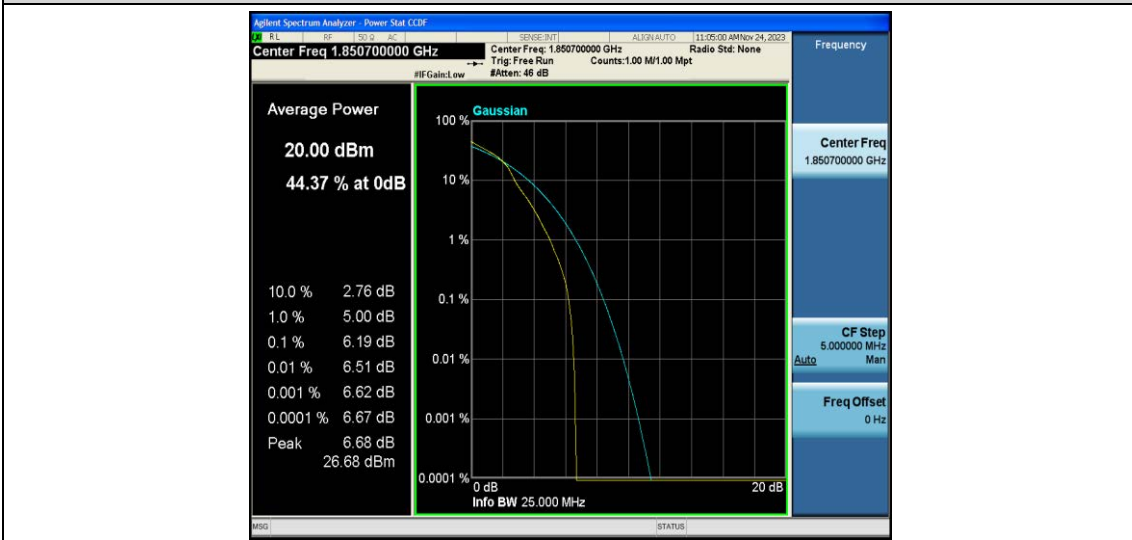 Agilent Spectrum Analyzer - Power Stat CCDF
LXI RL RF 50 Ω AC SENSE:INT ALIGNAUTO 11:05:00 AMNov 24, 2023
Center Freq 1.850700000 GHz
Center Freq: 1.850700000 GHz Radio Std: None
Trig: Free Run Counts:1.00 M/1.00 Mpt
#IFGain:Low #Atten: 46 dB
Frequency
Average Power
20.00 dBm
44.37 % at 0dB
10.0 % 2.76 dB
1.0 % 5.00 dB
0.1 % 6.19 dB
0.01 % 6.51 dB
0.001 % 6.62 dB
0.0001 % 6.67 dB
Peak 6.68 dB
26.68 dBm
Gaussian
100 %
10 %
1 %
0.1 %
0.01 %
0.001 %
0.0001 %
0 dB 20 dB
Info BW 25.000 MHz
Center Freq
1.850700000 GHz
CF Step
5.000000 MHz
Auto Man
Freq Offset
0 Hz
MSG STATUS